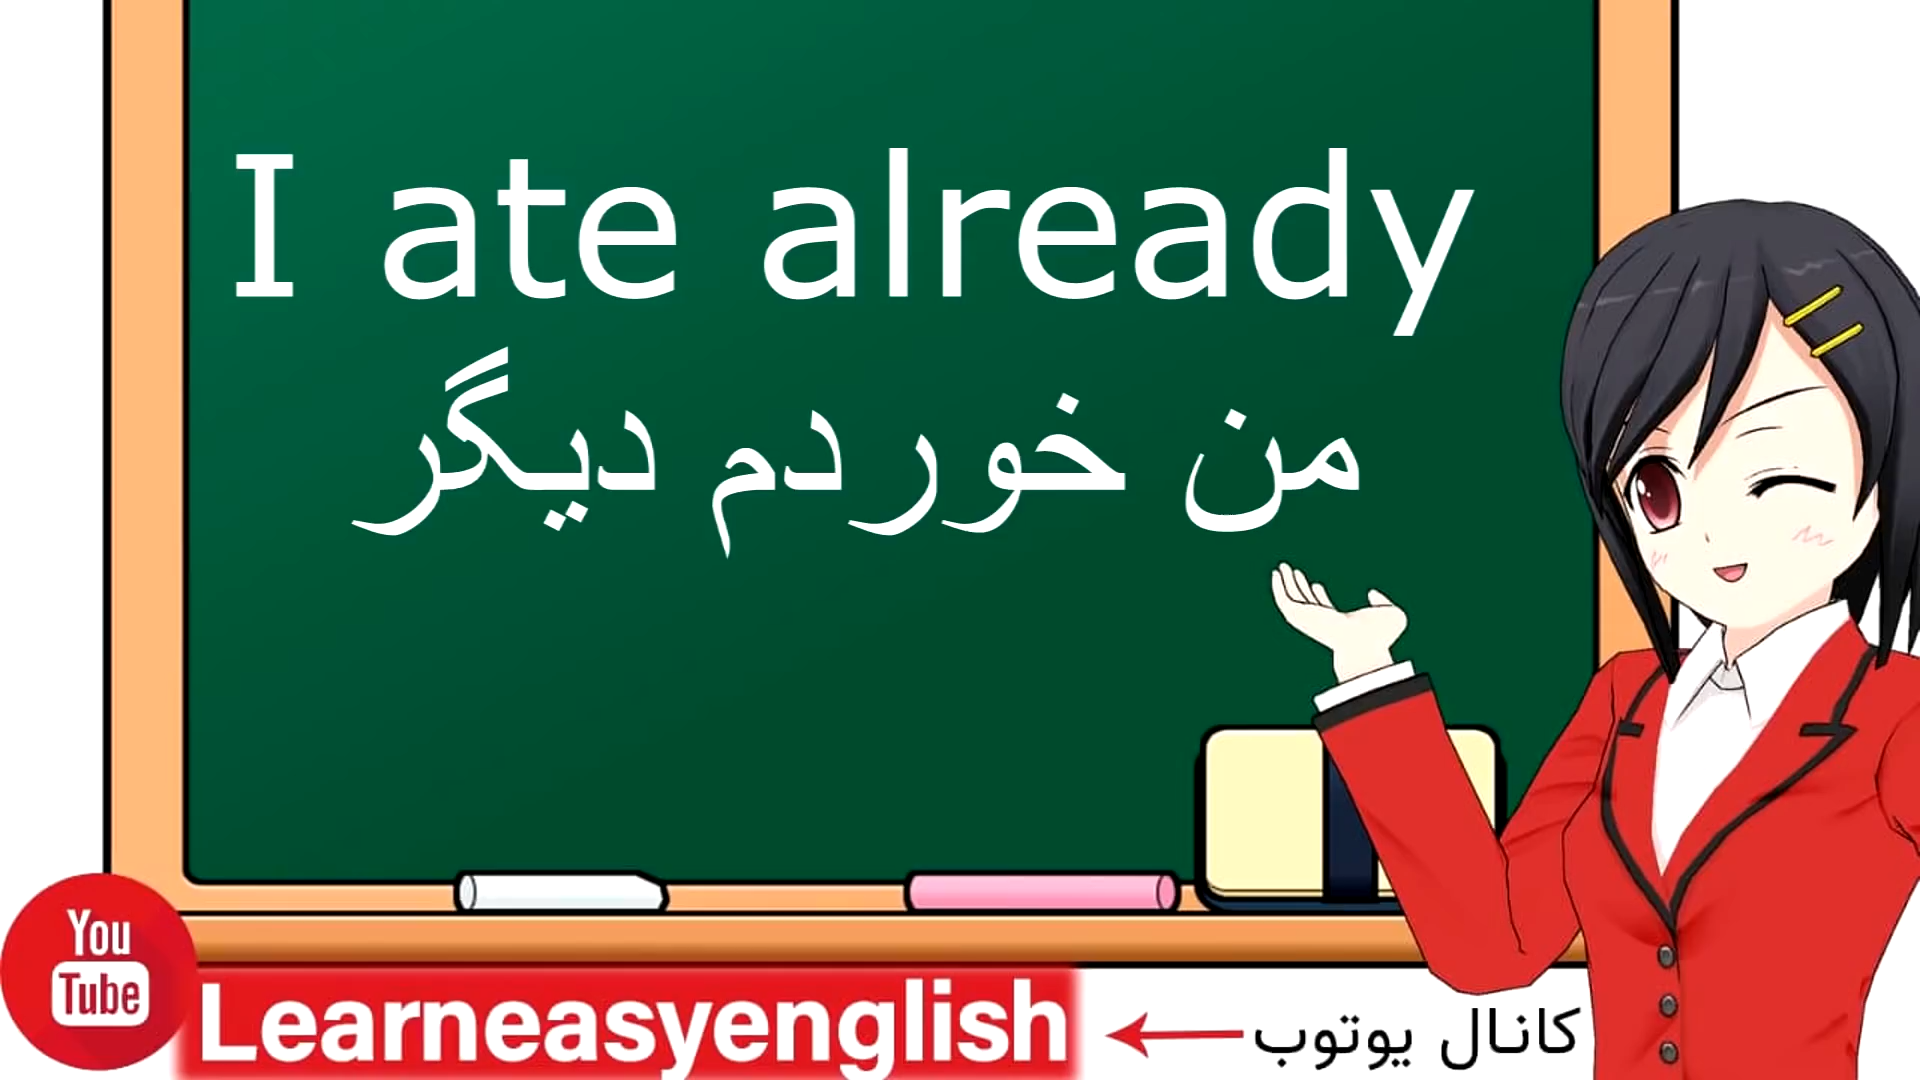 I ate already
من خوردم دیگر
You
Tube
Learneasyenglish
کانال یوتوب